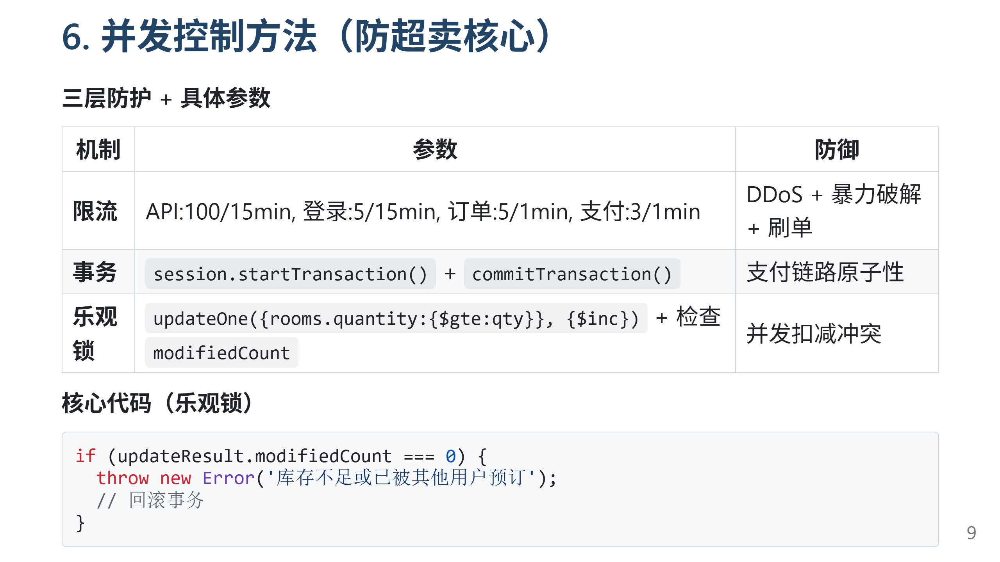 6. 并发控制方法（防超卖核心）
三层防护 + 具体参数
机制 参数 防御
限流 API:100/15min, 登录:5/15min, 订单:5/1min, 支付:3/1min DDoS + 暴力破解
+ 刷单
事务 session.startTransaction() + commitTransaction() 支付链路原子性
乐观
锁
updateOne({rooms.quantity:{$gte:qty}}, {$inc}) + 检查
modifiedCount
并发扣减冲突
核心代码（乐观锁）
if (updateResult.modifiedCount === 0) {
  throw new Error('库存不足或已被其他用户预订');
  // 回滚事务
}
9